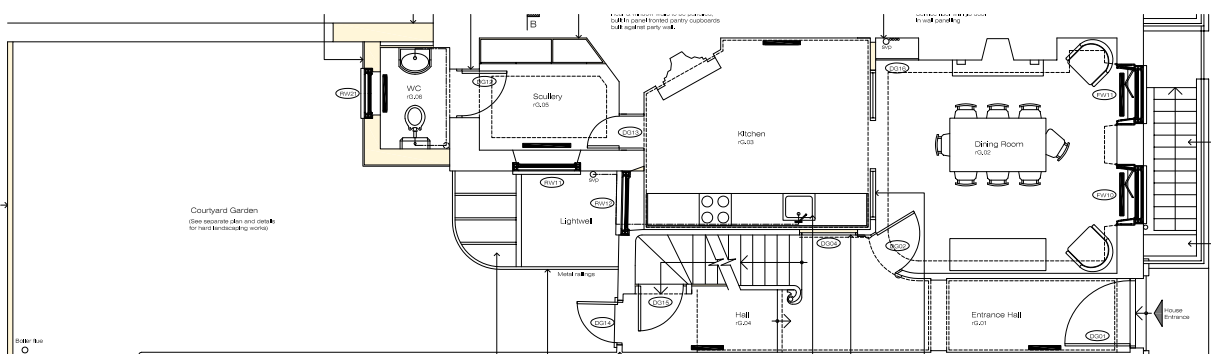 B
built in panel fronted pantry cupboards
built against party wall.
in wall panelling
svp
DG16
WC
rG.06
DG12
Scullery
rG.05
RW21
FW11
DG13
Kitchen
rG.03
Dining Room
rG.02
RW11
svp
RW12
FW10
Courtyard Garden
(See separate plan and details
for hard landscaping works)
Lightwell
DG04
DG02
Metal railings
DG15
DG14
Hall
rG.04
Entrance Hall
rG.01
House
Entrance
DG01
Boiler flue